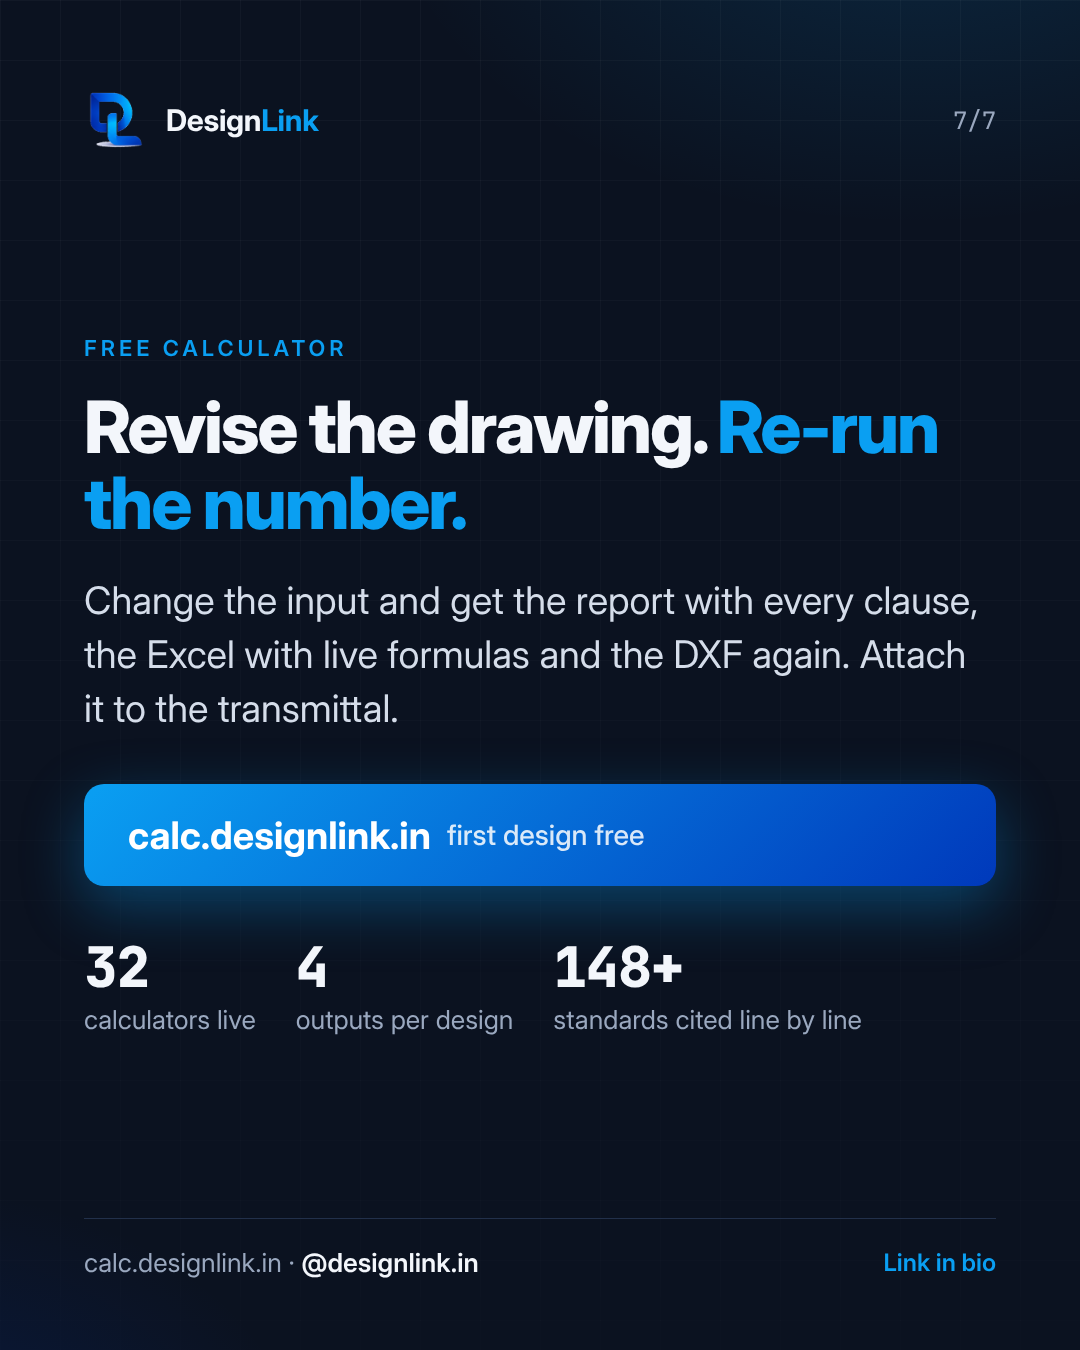 DesignLink
7/7
FREE CALCULATOR
Revise the drawing. Re-run
the number.
Change the input and get the report with every clause,
the Excel with live formulas and the DXF again. Attach
it to the transmittal.
calc.designlink.in first design free
32 4 148+
calculators live outputs per design standards cited line by line
calc.designlink.in · @designlink.in
Link in bio